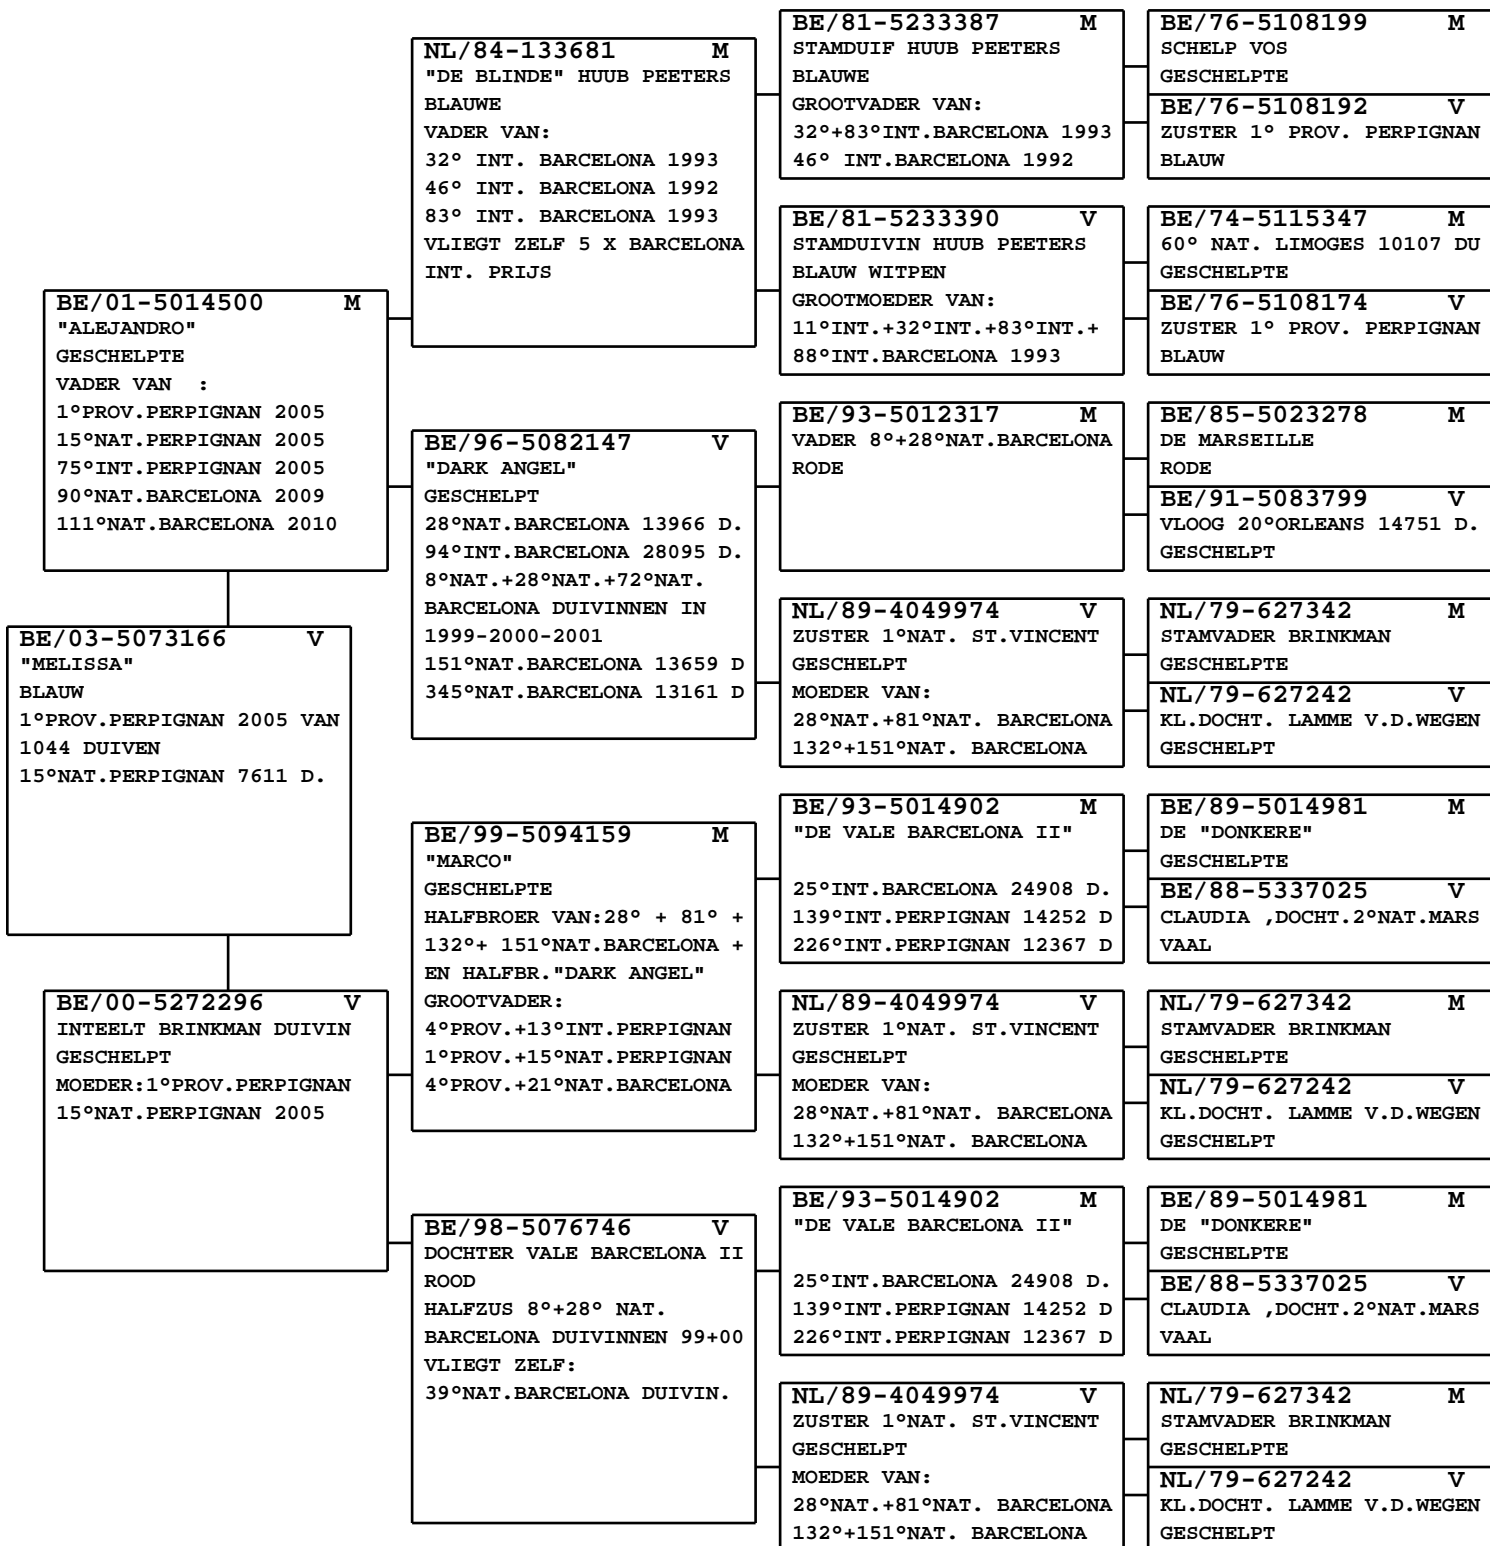 BE/03-5073166 V
"MELISSA"
BLAUW
1°PROV.PERPIGNAN 2005 VAN
1044 DUIVEN
15°NAT.PERPIGNAN 7611 D.
BE/01-5014500 M
"ALEJANDRO"
GESCHELPTE
VADER VAN :
1°PROV.PERPIGNAN 2005
15°NAT.PERPIGNAN 2005
75°INT.PERPIGNAN 2005
90°NAT.BARCELONA 2009
111°NAT.BARCELONA 2010
BE/00-5272296 V
INTEELT BRINKMAN DUIVIN
GESCHELPT
MOEDER:1°PROV.PERPIGNAN
15°NAT.PERPIGNAN 2005
NL/84-133681 M
"DE BLINDE" HUUB PEETERS
BLAUWE
VADER VAN:
32° INT. BARCELONA 1993
46° INT. BARCELONA 1992
83° INT. BARCELONA 1993
VLIEGT ZELF 5 X BARCELONA
INT. PRIJS
BE/96-5082147 V
"DARK ANGEL"
GESCHELPT
28°NAT.BARCELONA 13966 D.
94°INT.BARCELONA 28095 D.
8°NAT.+28°NAT.+72°NAT.
BARCELONA DUIVINNEN IN
1999-2000-2001
151°NAT.BARCELONA 13659 D
345°NAT.BARCELONA 13161 D
BE/99-5094159 M
"MARCO"
GESCHELPTE
HALFBROER VAN:28° + 81° +
132°+ 151°NAT.BARCELONA +
EN HALFBR."DARK ANGEL"
GROOTVADER:
4°PROV.+13°INT.PERPIGNAN
1°PROV.+15°NAT.PERPIGNAN
4°PROV.+21°NAT.BARCELONA
BE/98-5076746 V
DOCHTER VALE BARCELONA II
ROOD
HALFZUS 8°+28° NAT.
BARCELONA DUIVINNEN 99+00
VLIEGT ZELF:
39°NAT.BARCELONA DUIVIN.
BE/81-5233387 M
STAMDUIF HUUB PEETERS
BLAUWE
GROOTVADER VAN:
32°+83°INT.BARCELONA 1993
46° INT.BARCELONA 1992
BE/81-5233390 V
STAMDUIVIN HUUB PEETERS
BLAUW WITPEN
GROOTMOEDER VAN:
11°INT.+32°INT.+83°INT.+
88°INT.BARCELONA 1993
BE/93-5012317 M
VADER 8°+28°NAT.BARCELONA
RODE
NL/89-4049974 V
ZUSTER 1°NAT. ST.VINCENT
GESCHELPT
MOEDER VAN:
28°NAT.+81°NAT. BARCELONA
132°+151°NAT. BARCELONA
BE/93-5014902 M
"DE VALE BARCELONA II"
25°INT.BARCELONA 24908 D.
139°INT.PERPIGNAN 14252 D
226°INT.PERPIGNAN 12367 D
NL/89-4049974 V
ZUSTER 1°NAT. ST.VINCENT
GESCHELPT
MOEDER VAN:
28°NAT.+81°NAT. BARCELONA
132°+151°NAT. BARCELONA
BE/93-5014902 M
"DE VALE BARCELONA II"
25°INT.BARCELONA 24908 D.
139°INT.PERPIGNAN 14252 D
226°INT.PERPIGNAN 12367 D
NL/89-4049974 V
ZUSTER 1°NAT. ST.VINCENT
GESCHELPT
MOEDER VAN:
28°NAT.+81°NAT. BARCELONA
132°+151°NAT. BARCELONA
BE/76-5108199 M
SCHELP VOS
GESCHELPTE
BE/76-5108192 V
ZUSTER 1° PROV. PERPIGNAN
BLAUW
BE/74-5115347 M
60° NAT. LIMOGES 10107 DU
GESCHELPTE
BE/76-5108174 V
ZUSTER 1° PROV. PERPIGNAN
BLAUW
BE/85-5023278 M
DE MARSEILLE
RODE
BE/91-5083799 V
VLOOG 20°ORLEANS 14751 D.
GESCHELPT
NL/79-627342 M
STAMVADER BRINKMAN
GESCHELPTE
NL/79-627242 V
KL.DOCHT. LAMME V.D.WEGEN
GESCHELPT
BE/89-5014981 M
DE "DONKERE"
GESCHELPTE
BE/88-5337025 V
CLAUDIA ,DOCHT.2°NAT.MARS
VAAL
NL/79-627342 M
STAMVADER BRINKMAN
GESCHELPTE
NL/79-627242 V
KL.DOCHT. LAMME V.D.WEGEN
GESCHELPT
BE/89-5014981 M
DE "DONKERE"
GESCHELPTE
BE/88-5337025 V
CLAUDIA ,DOCHT.2°NAT.MARS
VAAL
NL/79-627342 M
STAMVADER BRINKMAN
GESCHELPTE
NL/79-627242 V
KL.DOCHT. LAMME V.D.WEGEN
GESCHELPT